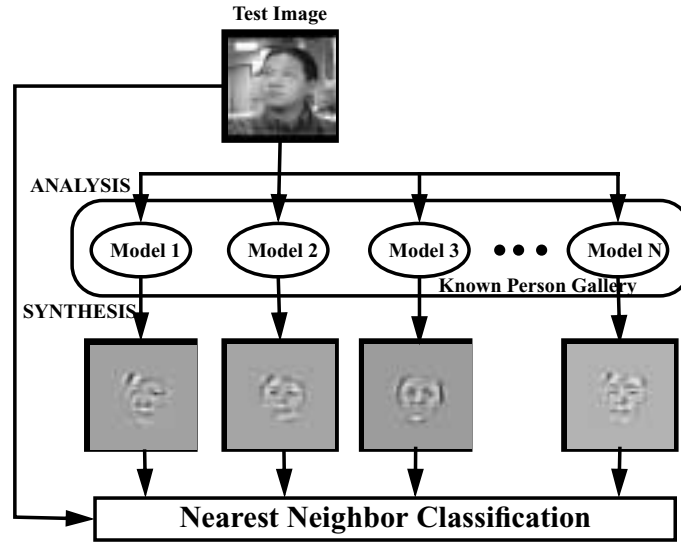 Test Image
ANALYSIS
Model 1
Model 2
Model 3
Model N
Known Person Gallery
SYNTHESIS
Nearest Neighbor Classification